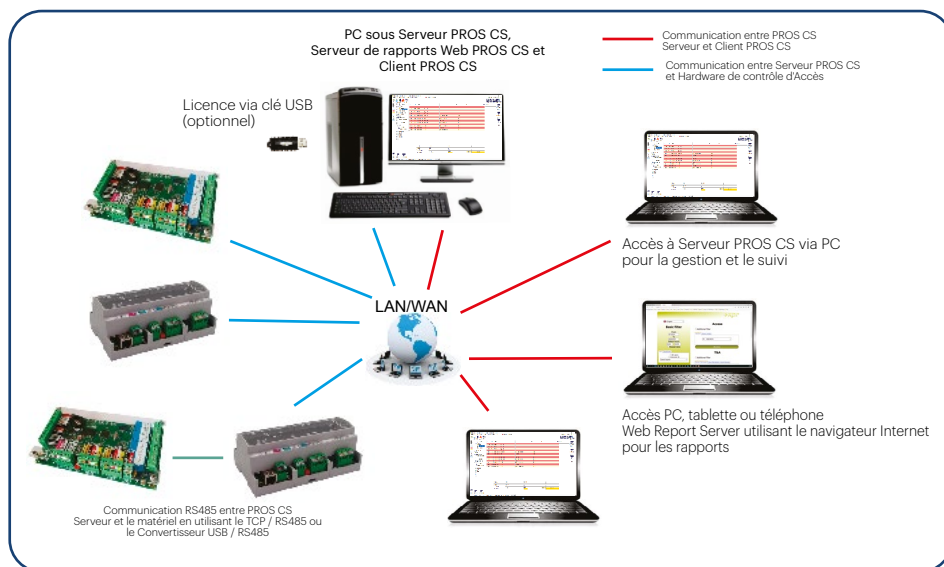 PC sous Serveur PROS CS,
Serveur de rapports Web PROS CS et
Client PROS CS
Communication entre PROS CS
Serveur et Client PROS CS
Communication entre Serveur PROS CS
et Hardware de contrôle d'Accès
Licence via clé USB
(optionnel)
Accès à Serveur PROS CS via PC
pour la gestion et le suivi
LAN/WAN
Accès PC, tablette ou téléphone
Web Report Server utilisant le navigateur Internet
pour les rapports
Communication RS485 entre PROS CS
Serveur et le matériel en utilisant le TCP / RS485 ou
le Convertisseur USB / RS485